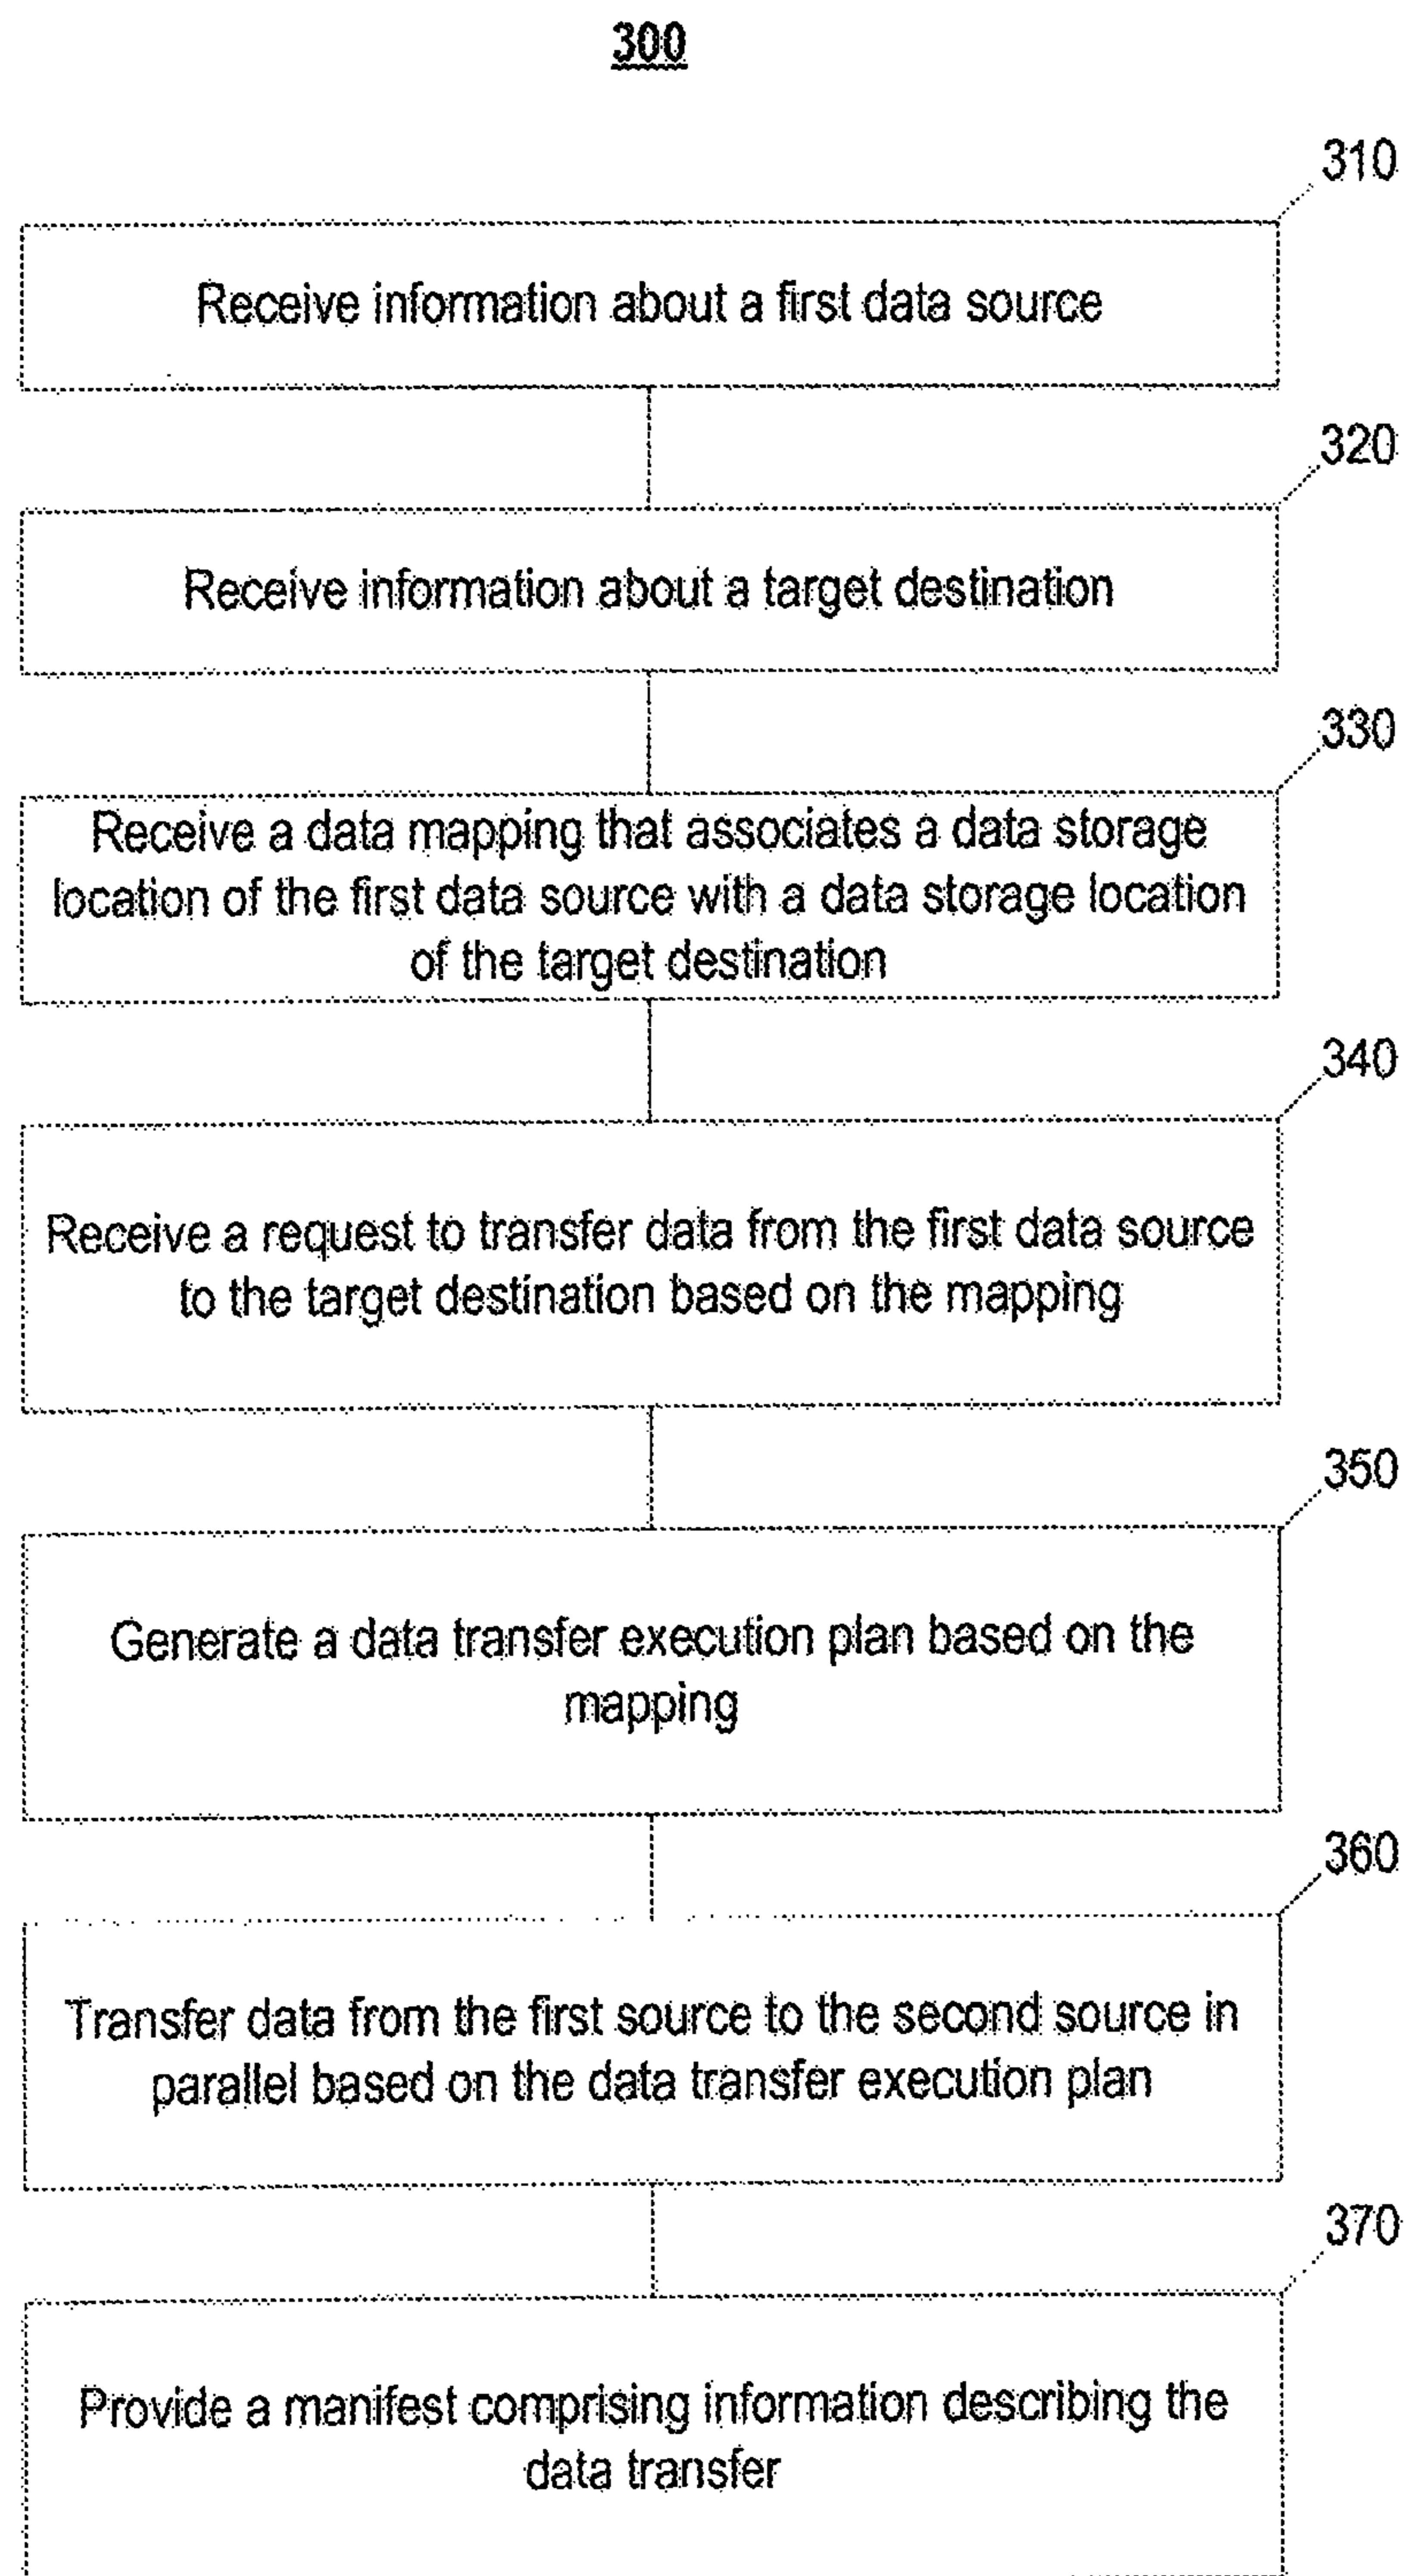 300
310
Receive information about a first data source
320
Receive information about a target destination
330
Receive a data mapping that associates a data storage
location of the first data source with a data storage location
of the target destination
340
Receive a request to transfer data from the first data source
to the target destination based on the mapping
350
Generate a data transfer execution plan based on the
mapping
360
Transfer data from the first source to the second source in
parallel based on the data transfer execution plan
370
Provide a manifest comprising information describing the
data transfer